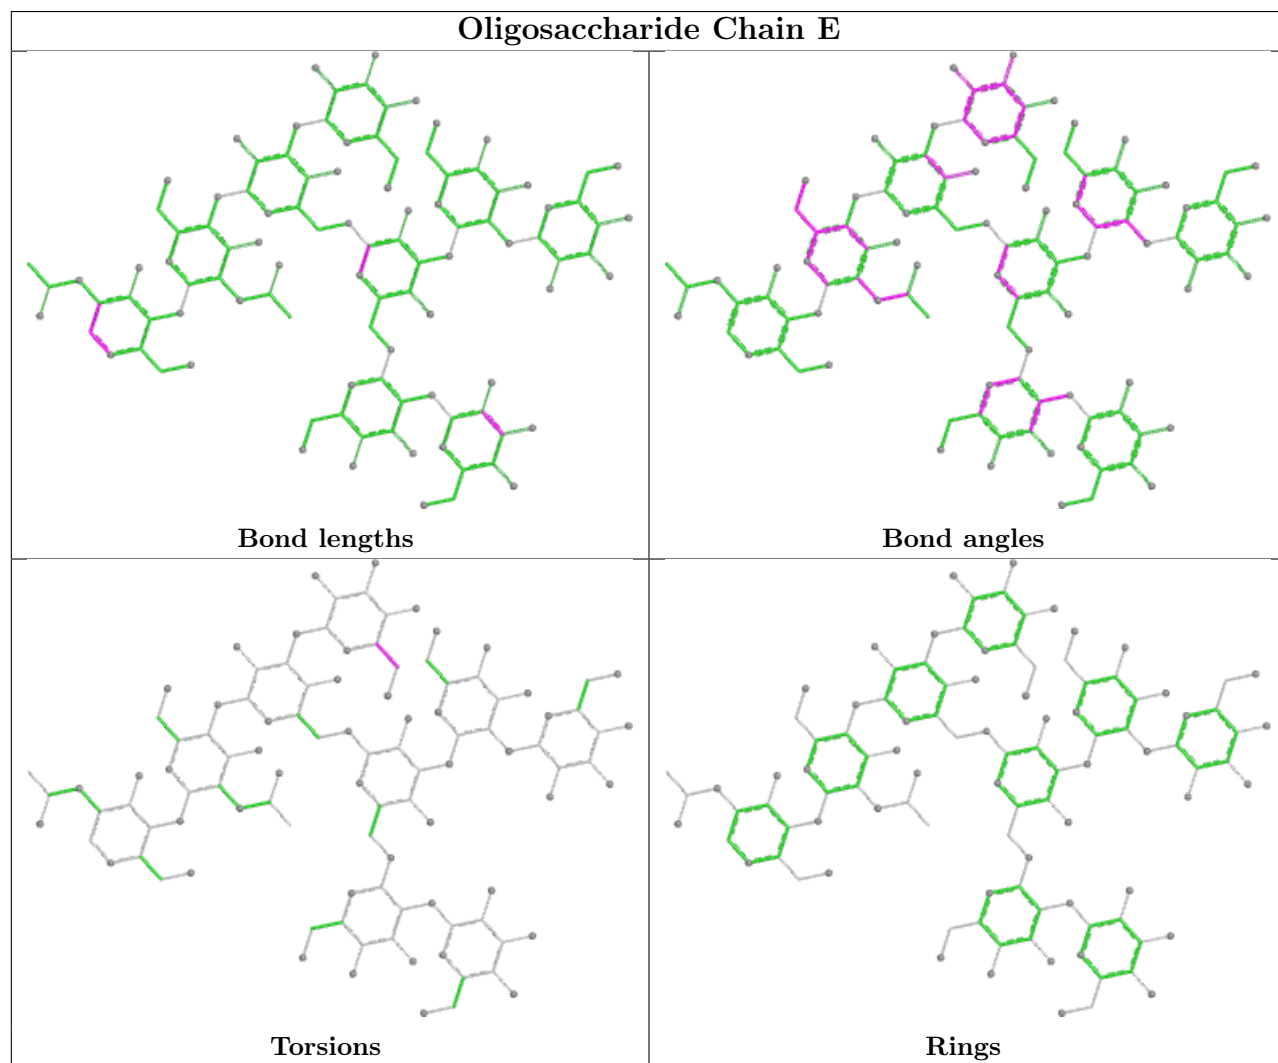 Oligosaccharide Chain E
Bond lengths
Bond angles
Torsions
Rings